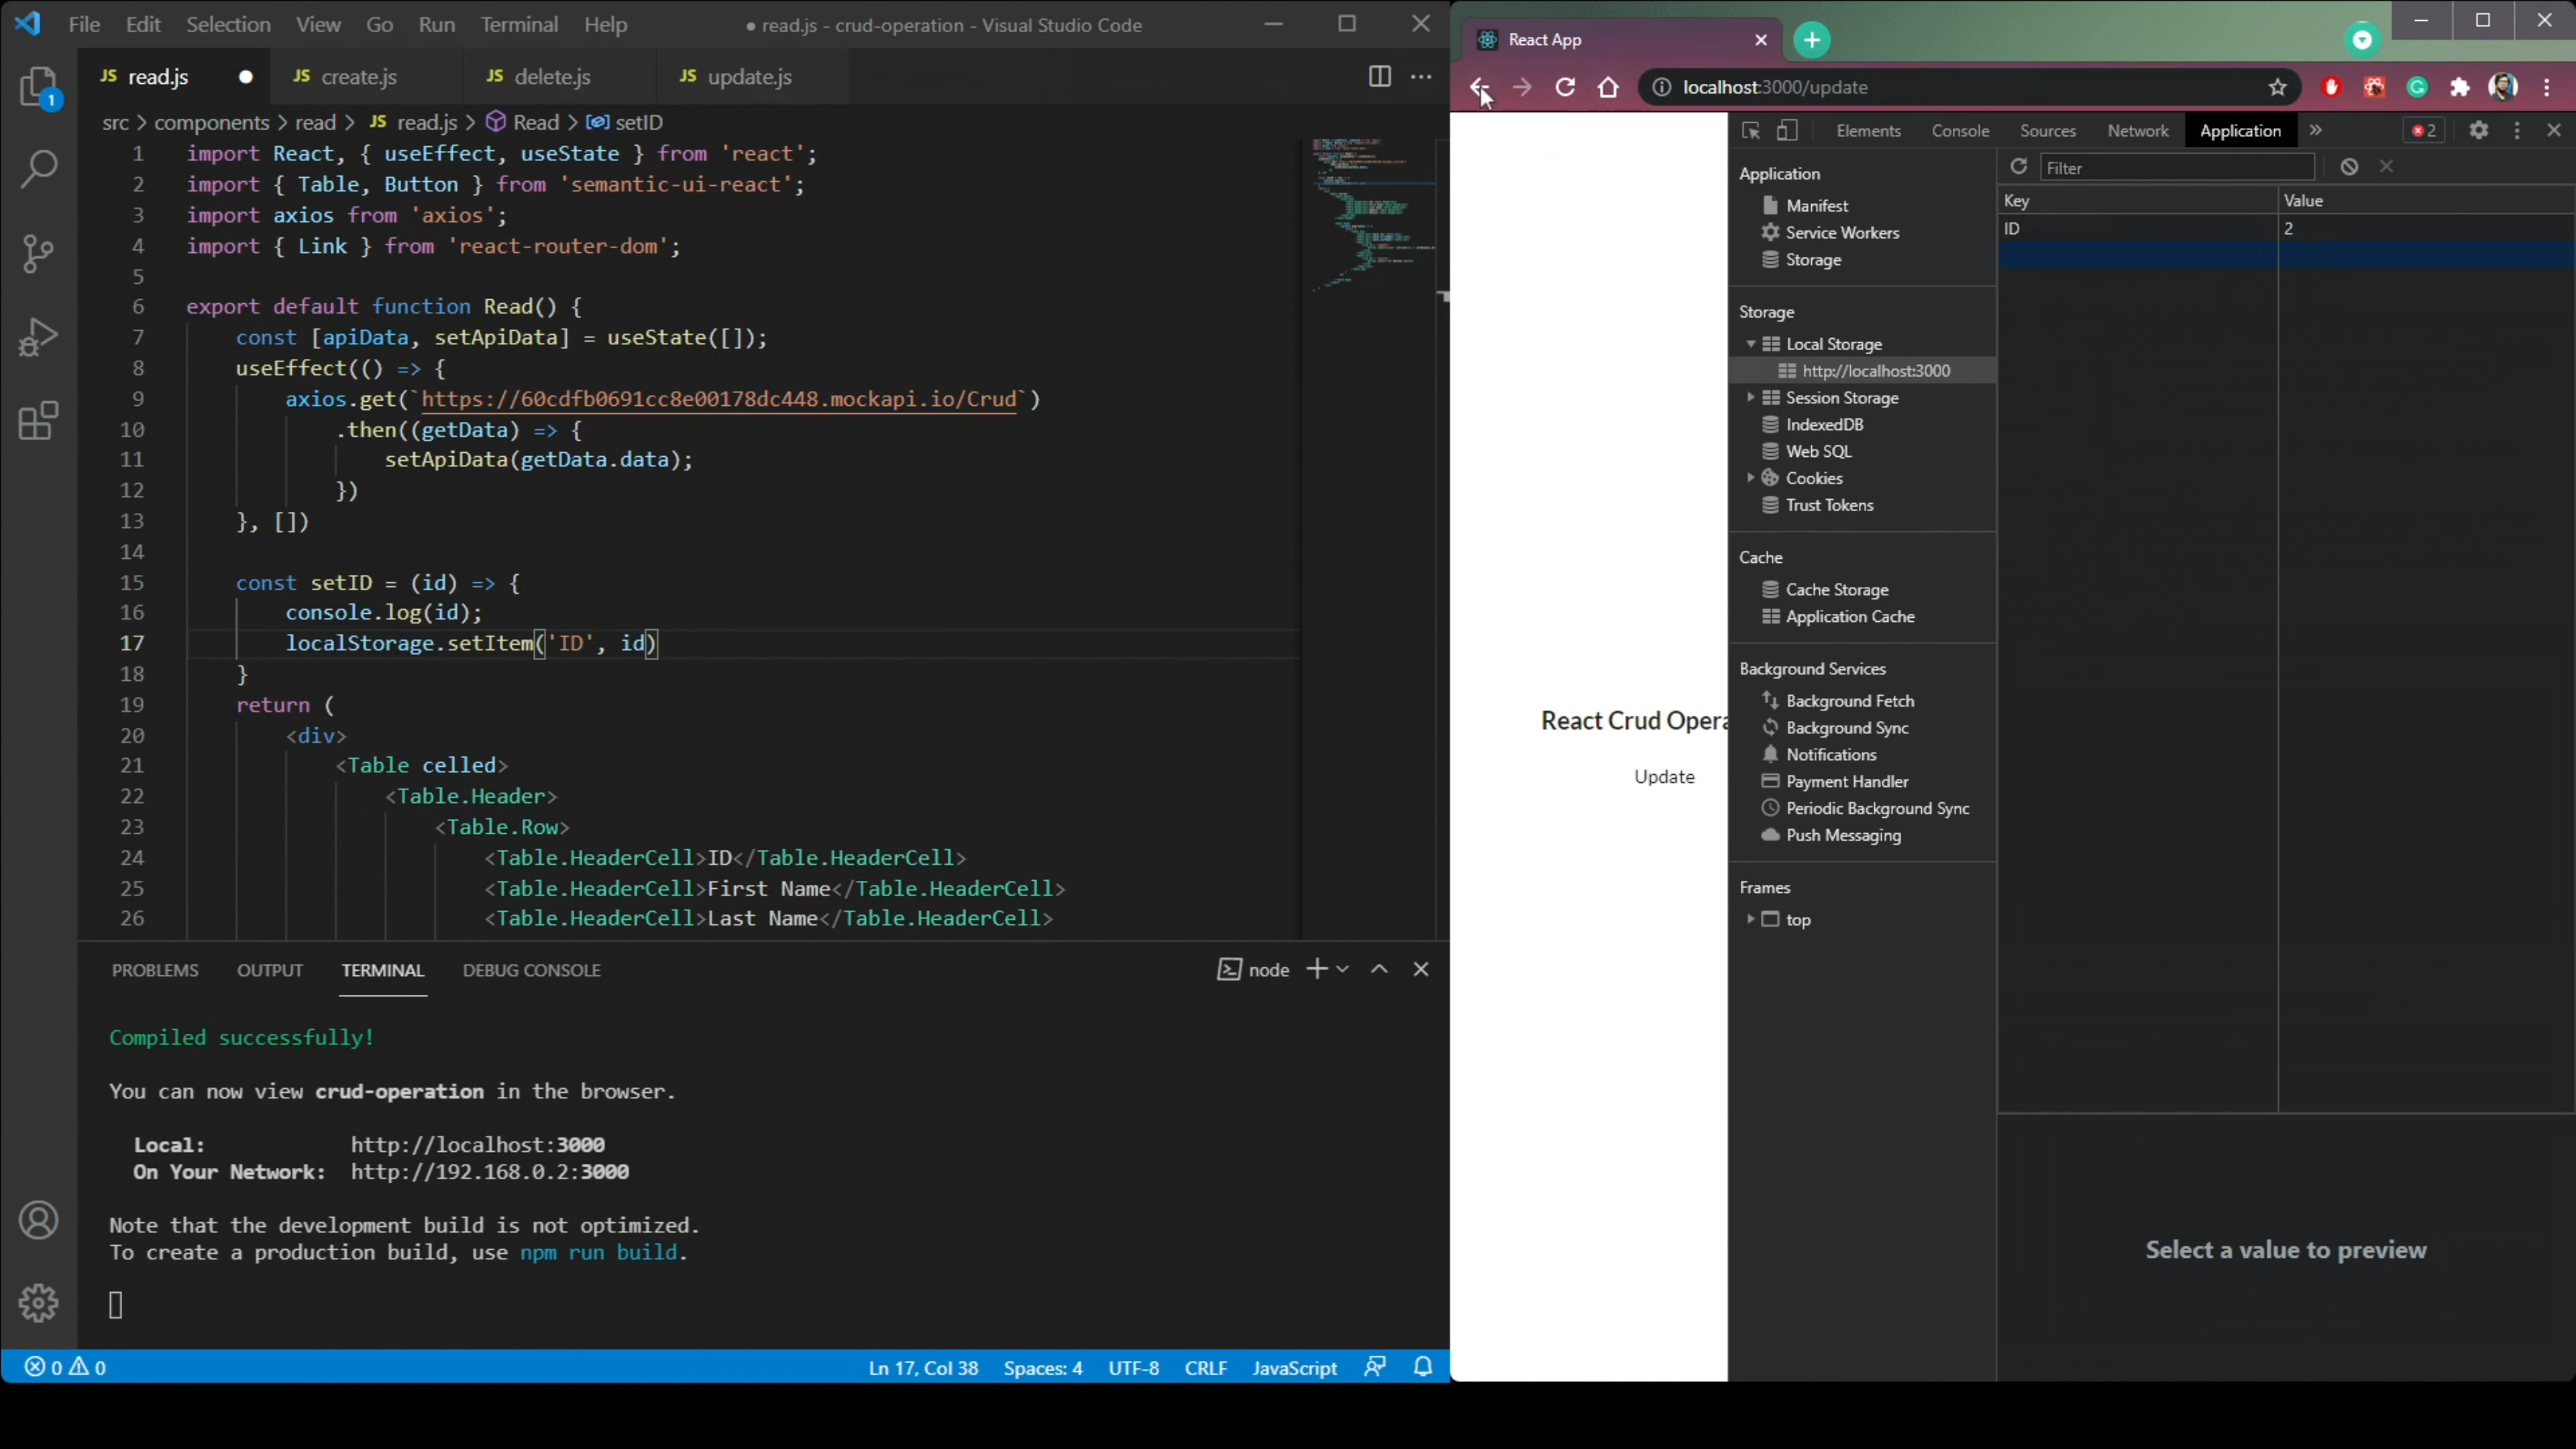 File Edit Selection View Go Run Terminal Help ● read.js - crud-operation - Visual Studio Code
JS read.js ● JS create.js JS delete.js JS update.js
src > components > read > JS read.js > Read > setID
1 import React, { useEffect, useState } from 'react';
2 import { Table, Button } from 'semantic-ui-react';
3 import axios from 'axios';
4 import { Link } from 'react-router-dom';
5
6 export default function Read() {
7 const [apiData, setApiData] = useState([]);
8 useEffect(() => {
9 axios.get(`https://60cdfb0691cc8e00178dc448.mockapi.io/Crud`)
10 .then((getData) => {
11 setApiData(getData.data);
12 })
13 }, [])
14
15 const setID = (id) => {
16 console.log(id);
17 localStorage.setItem('ID', id)
18 }
19 return (
20 <div>
21 <Table celled>
22 <Table.Header>
23 <Table.Row>
24 <Table.HeaderCell>ID</Table.HeaderCell>
25 <Table.HeaderCell>First Name</Table.HeaderCell>
26 <Table.HeaderCell>Last Name</Table.HeaderCell>
1
PROBLEMS OUTPUT TERMINAL DEBUG CONSOLE node
Compiled successfully!
You can now view crud-operation in the browser.
Local: http://localhost:3000
On Your Network: http://192.168.0.2:3000
Note that the development build is not optimized.
To create a production build, use npm run build.
0 0 Ln 17, Col 38 Spaces: 4 UTF-8 CRLF JavaScript
React App
localhost:3000/update
React Crud Opera
Update
Elements Console Sources Network Application » 2
Application
Manifest
Service Workers
Storage
Storage
Local Storage
http://localhost:3000
Session Storage
IndexedDB
Web SQL
Cookies
Trust Tokens
Cache
Cache Storage
Application Cache
Background Services
Background Fetch
Background Sync
Notifications
Payment Handler
Periodic Background Sync
Push Messaging
Frames
top
Filter
Key Value
ID 2
Select a value to preview